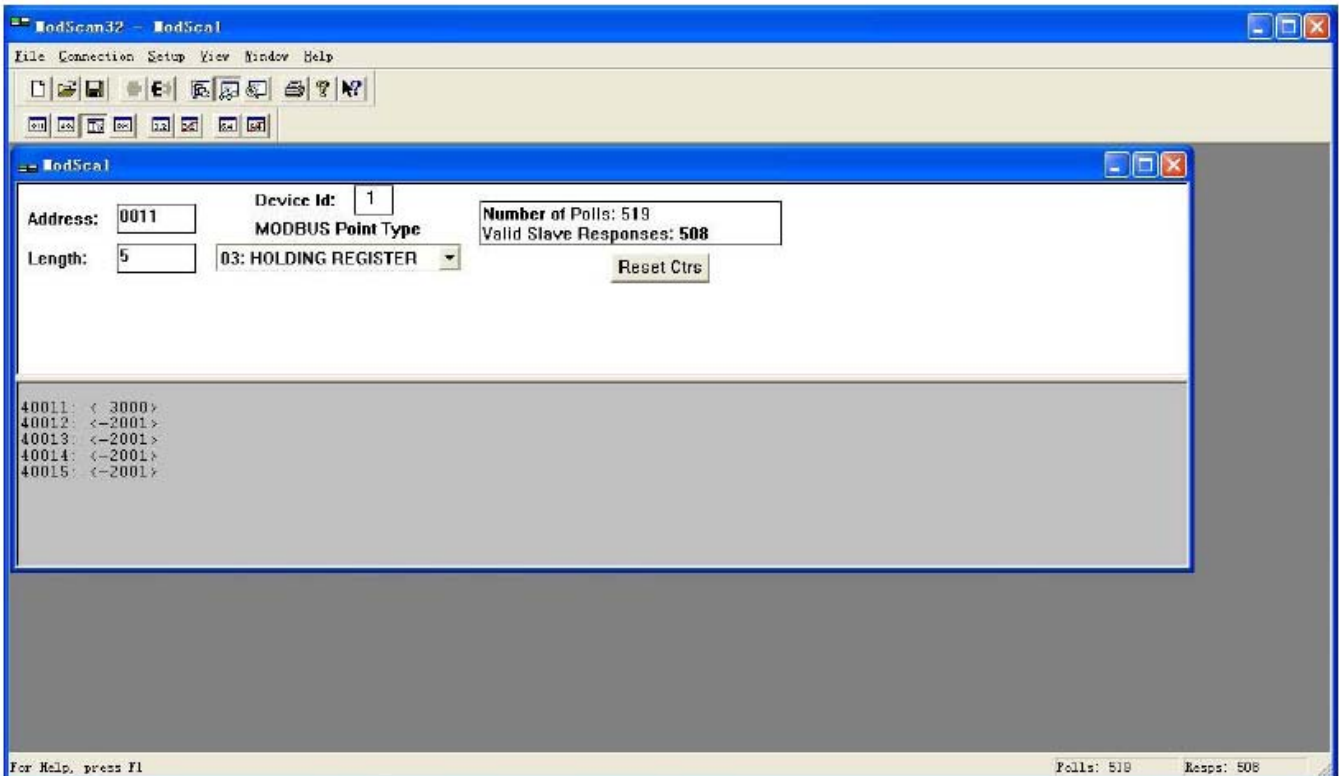 ModScan32 - ModSca1
File Connection Setup View Window Help
ModSca1
Device Id: 1
Address: 0011
MODBUS Point Type
Number of Polls: 519
Valid Slave Responses: 508
Length: 5
03: HOLDING REGISTER
Reset Ctrs
40011: < 3000>
40012: <-2001>
40013: <-2001>
40014: <-2001>
40015: <-2001>
For Help, press F1
Polls: 519
Resps: 508